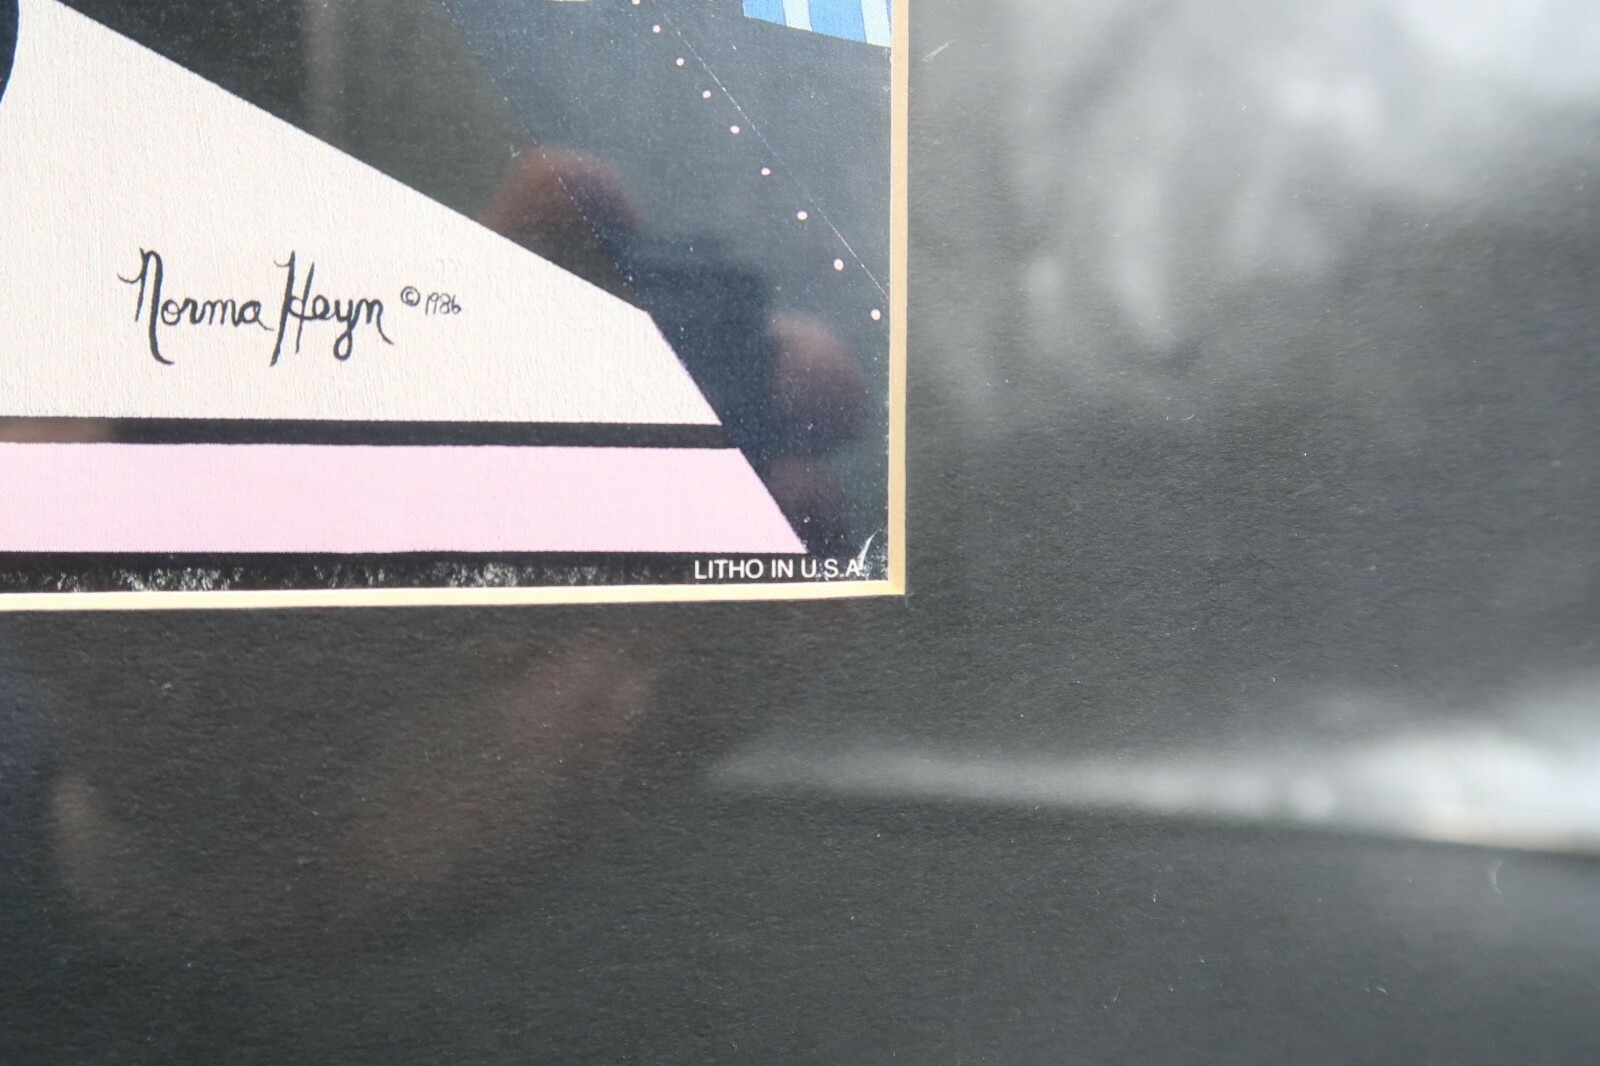 Norma Heyn © 1986
LITHO IN U.S.A.